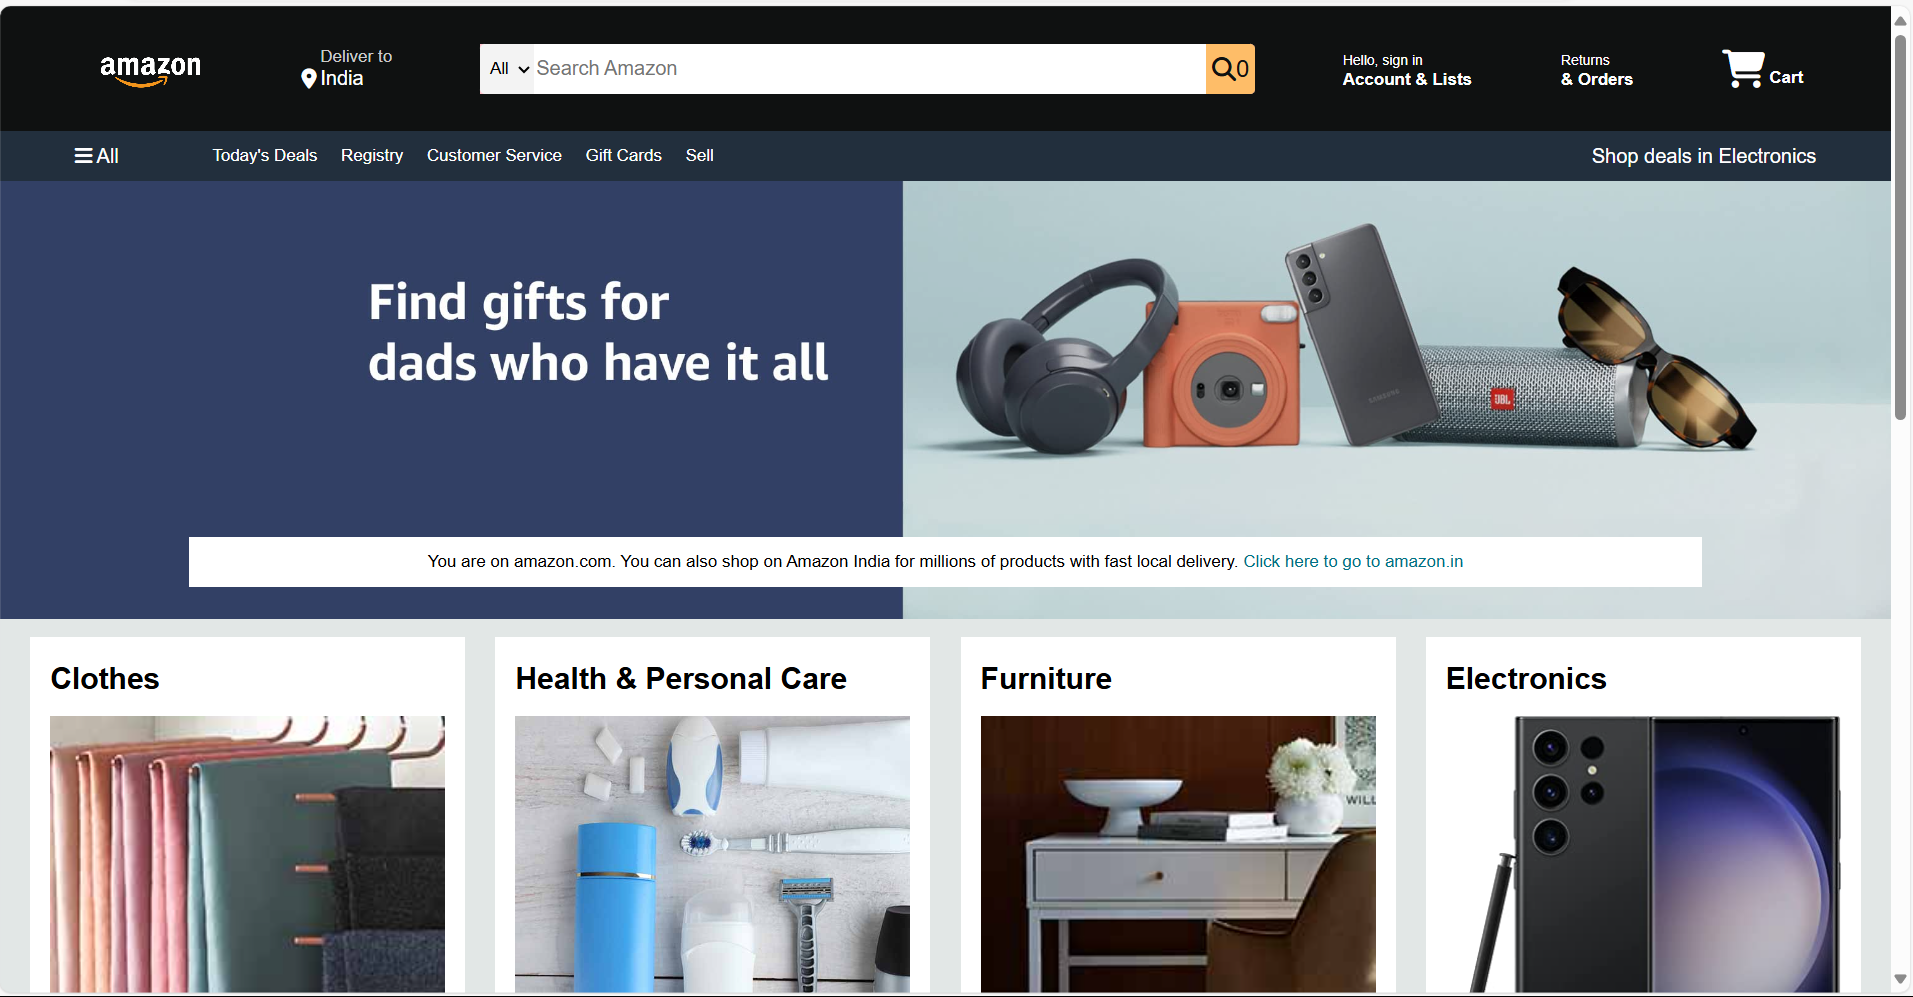 amazon
Deliver to
India
All
Search Amazon
0
Hello, sign in
Account & Lists
Returns
& Orders
Cart
All
Today's Deals
Registry
Customer Service
Gift Cards
Sell
Shop deals in Electronics
Find gifts for
dads who have it all
SAMSUNG
JBL
You are on amazon.com. You can also shop on Amazon India for millions of products with fast local delivery. Click here to go to amazon.in
Clothes
Health & Personal Care
Furniture
Electronics
WILL